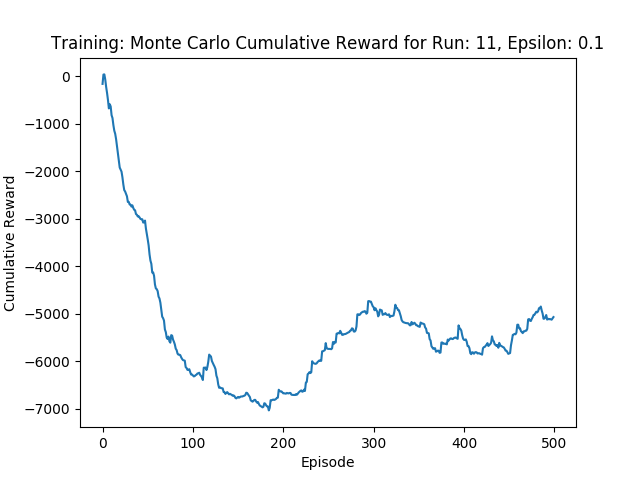 Training: Monte Carlo Cumulative Reward for Run: 11, Epsilon: 0.1
Cumulative Reward
0
−1000
−2000
−3000
−4000
−5000
−6000
−7000
0 100 200 300 400 500
Episode